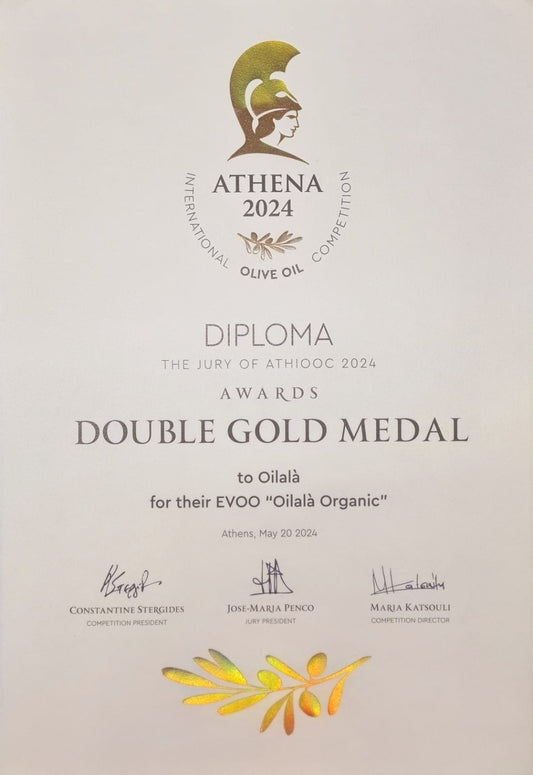 ATHENA
2024
INTERNATIONAL OLIVE OIL COMPETITION
DIPLOMA
THE JURY OF ATHIOOC 2024
AWARDS
DOUBLE GOLD MEDAL
to Oilalà
for their EVOO "Oilalà Organic"
Athens, May 20 2024
CONSTANTINE STERGIDES
COMPETITION PRESIDENT
JOSE-MARIA PENCO
JURY PRESIDENT
MARIA KATSOULI
COMPETITION DIRECTOR